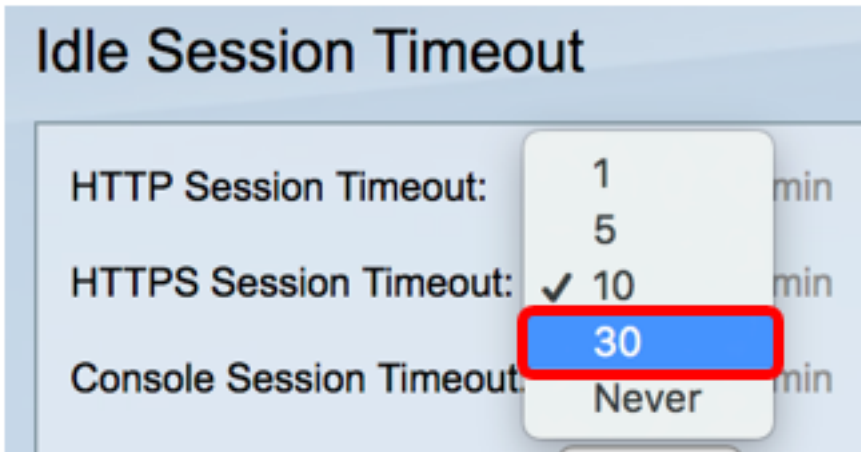 Idle Session Timeout
HTTP Session Timeout:
1
min
5
HTTPS Session Timeout:
✓ 10
min
30
Console Session Timeout
min
Never